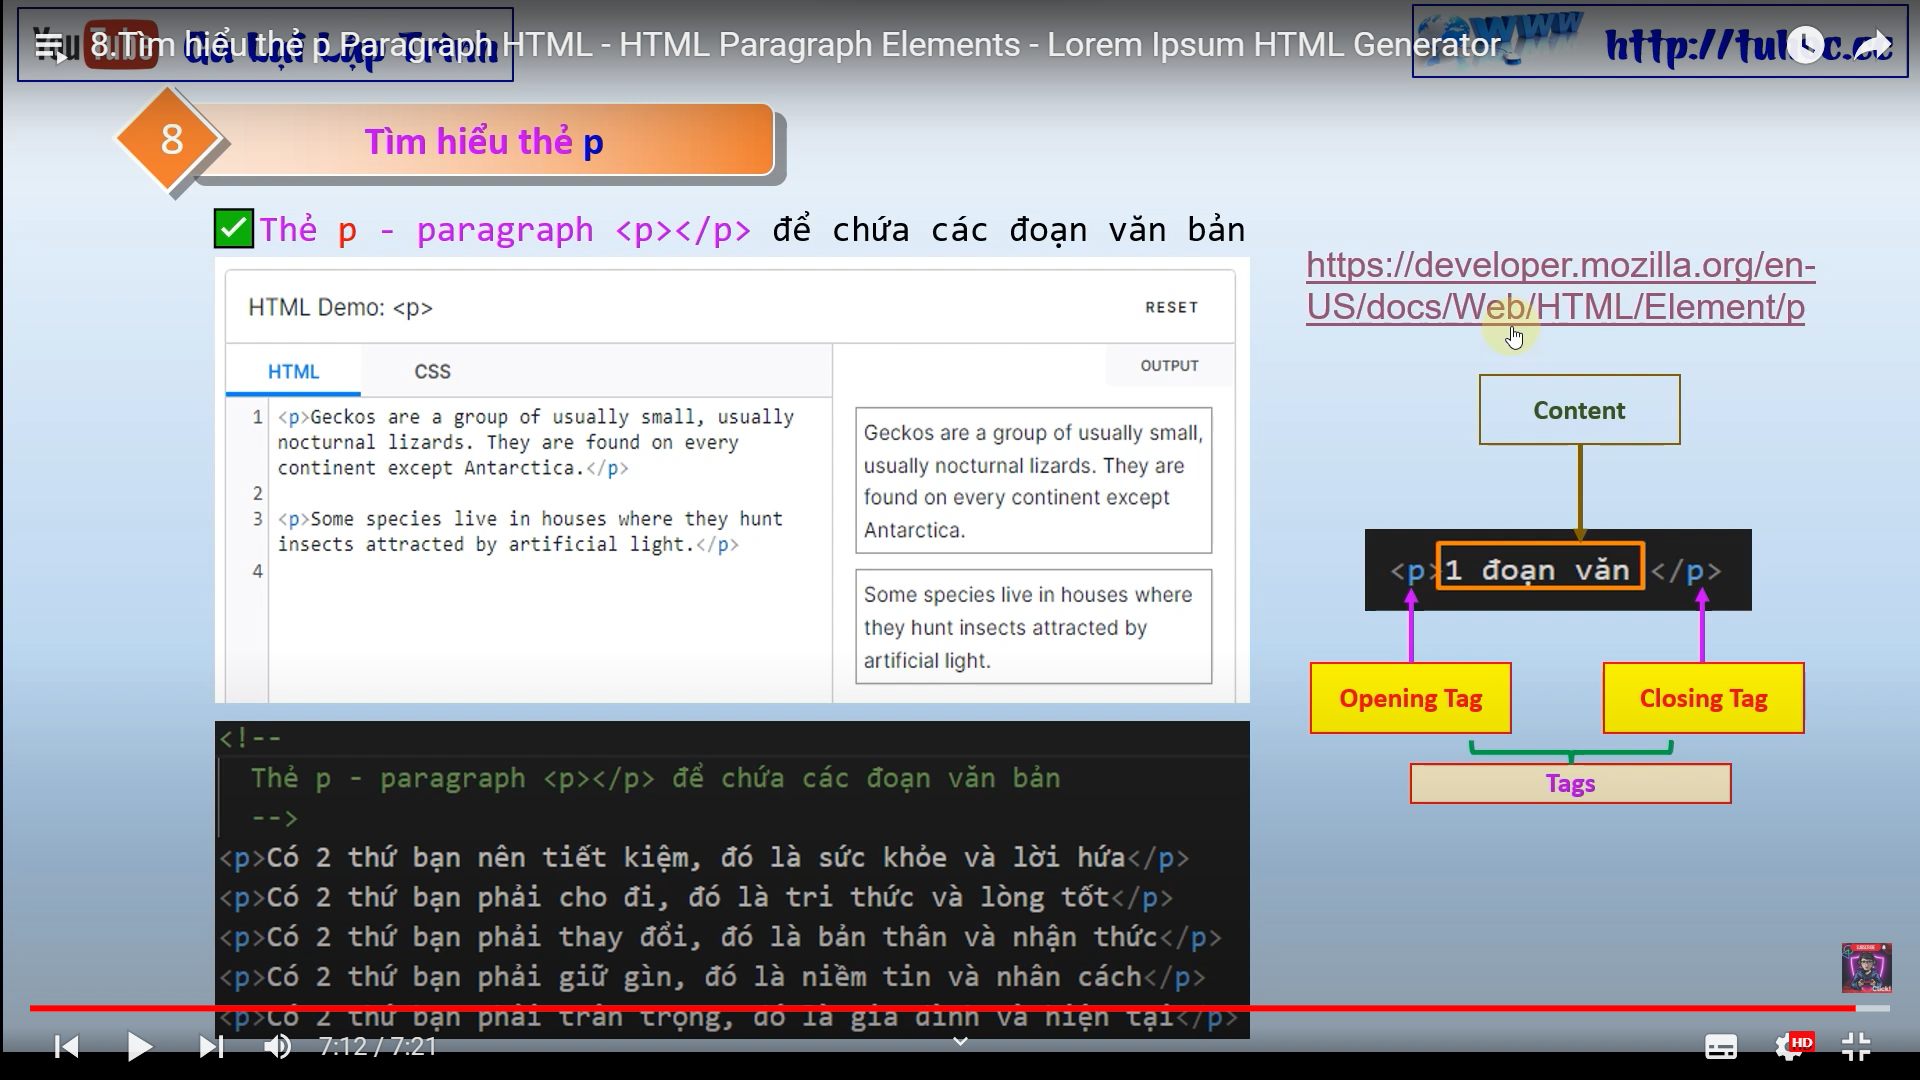 YouTube Gà Lại Lập Trình
8.Tìm hiểu thẻ p Paragraph HTML - HTML Paragraph Elements - Lorem Ipsum HTML Generator
8
Tìm hiểu thẻ p
Thẻ p - paragraph <p></p> để chứa các đoạn văn bản
https://developer.mozilla.org/en-
US/docs/Web/HTML/Element/p
HTML Demo: <p>
RESET
HTML
CSS
OUTPUT
1 <p>Geckos are a group of usually small, usually
nocturnal lizards. They are found on every
continent except Antarctica.</p>
2
3 <p>Some species live in houses where they hunt
insects attracted by artificial light.</p>
4
Geckos are a group of usually small,
usually nocturnal lizards. They are
found on every continent except
Antarctica.
Some species live in houses where
they hunt insects attracted by
artificial light.
Content
<p>1 đoạn văn </p>
Opening Tag
Closing Tag
Tags
<!--
Thẻ p - paragraph <p></p> để chứa các đoạn văn bản
-->
<p>Có 2 thứ bạn nên tiết kiệm, đó là sức khỏe và lời hứa</p>
<p>Có 2 thứ bạn phải cho đi, đó là tri thức và lòng tốt</p>
<p>Có 2 thứ bạn phải thay đổi, đó là bản thân và nhận thức</p>
<p>Có 2 thứ bạn phải giữ gìn, đó là niềm tin và nhân cách</p>
<p>Có 2 thứ bạn phải trân trọng, đó là gia đình và hiện tại</p>
7:12 / 7:21
HD